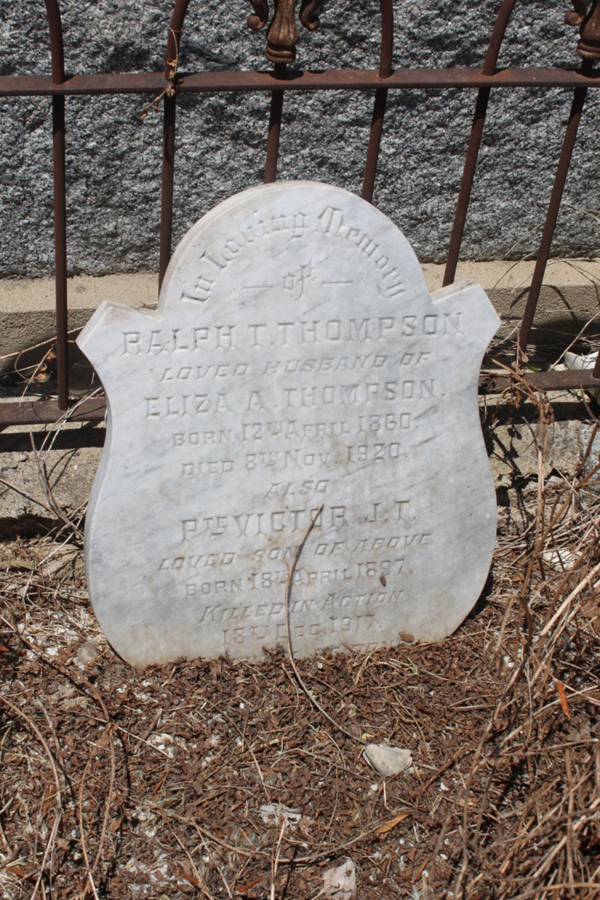 In Loving Memory
of
RALPH T. THOMPSON
LOVED HUSBAND OF
ELIZA A. THOMPSON.
BORN 12TH APRIL 1860.
DIED 8TH NOV. 1920.
ALSO
PTE VICTOR J.T.
LOVED SON OF ABOVE
BORN 18TH APRIL 1897.
KILLED IN ACTION
18TH DEC. 1917.